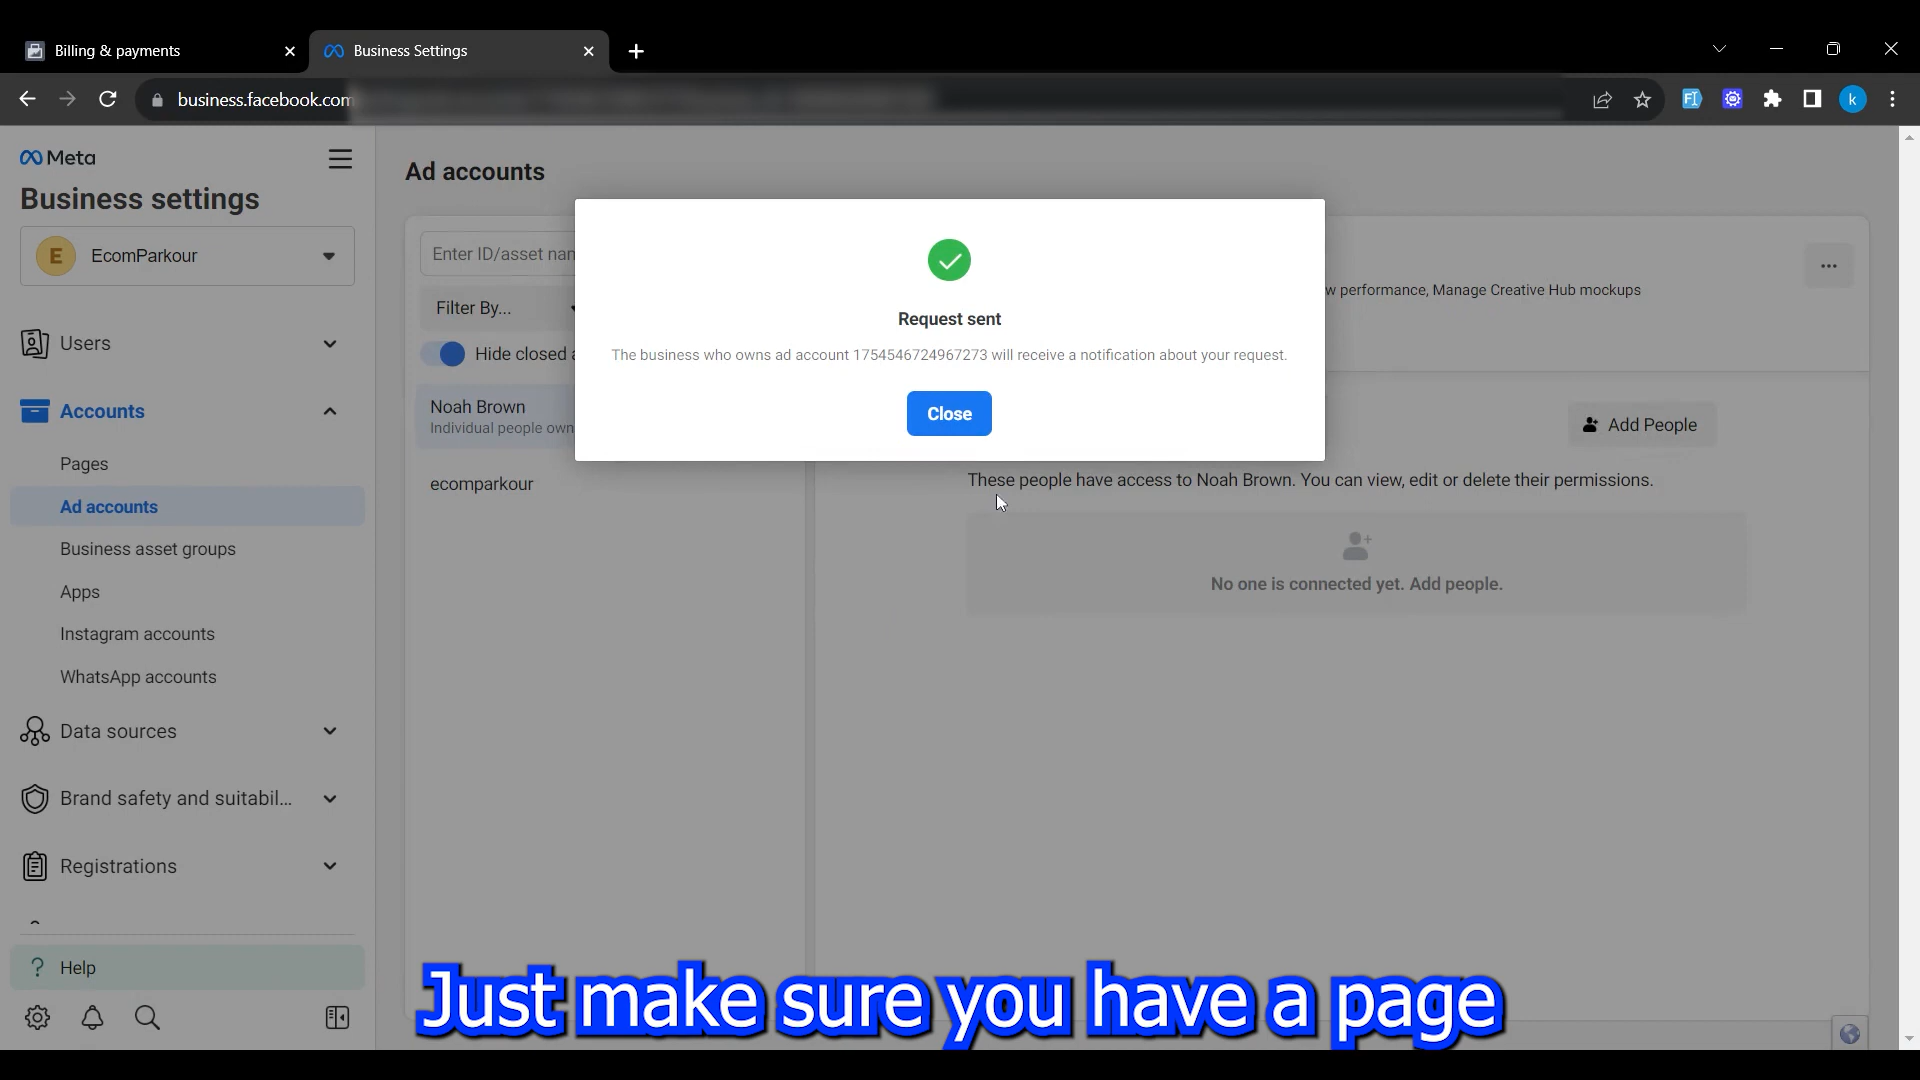 Billing & payments
Business Settings
business.facebook.com
k
Meta
Business settings
E
EcomParkour
Users
Accounts
Pages
Ad accounts
Business asset groups
Apps
Instagram accounts
WhatsApp accounts
Data sources
Brand safety and suitabil...
Registrations
? Help
Ad accounts
Enter ID/asset nam
Filter By...
Hide closed a
Noah Brown
Individual people own
ecomparkour
Request sent
The business who owns ad account 1754546724967273 will receive a notification about your request.
Close
w performance, Manage Creative Hub mockups
Add People
These people have access to Noah Brown. You can view, edit or delete their permissions.
No one is connected yet. Add people.
Just make sure you have a page